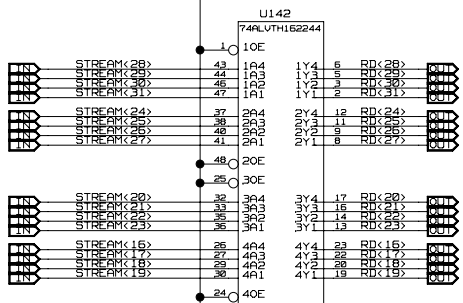 U142
74ALVTH162244
1 1OE
IN STREAM<28> 43 1A4 1Y4 6 RD<28> OUT
IN STREAM<29> 44 1A3 1Y3 5 RD<29> OUT
IN STREAM<30> 46 1A2 1Y2 3 RD<30> OUT
IN STREAM<31> 47 1A1 1Y1 2 RD<31> OUT
IN STREAM<24> 37 2A4 2Y4 12 RD<24> OUT
IN STREAM<25> 38 2A3 2Y3 11 RD<25> OUT
IN STREAM<26> 40 2A2 2Y2 9 RD<26> OUT
IN STREAM<27> 41 2A1 2Y1 8 RD<27> OUT
48 2OE
25 3OE
IN STREAM<20> 32 3A4 3Y4 17 RD<20> OUT
IN STREAM<21> 33 3A3 3Y3 16 RD<21> OUT
IN STREAM<22> 35 3A2 3Y2 14 RD<22> OUT
IN STREAM<23> 36 3A1 3Y1 13 RD<23> OUT
IN STREAM<16> 26 4A4 4Y4 23 RD<16> OUT
IN STREAM<17> 27 4A3 4Y3 22 RD<17> OUT
IN STREAM<18> 29 4A2 4Y2 20 RD<18> OUT
IN STREAM<19> 30 4A1 4Y1 19 RD<19> OUT
24 4OE